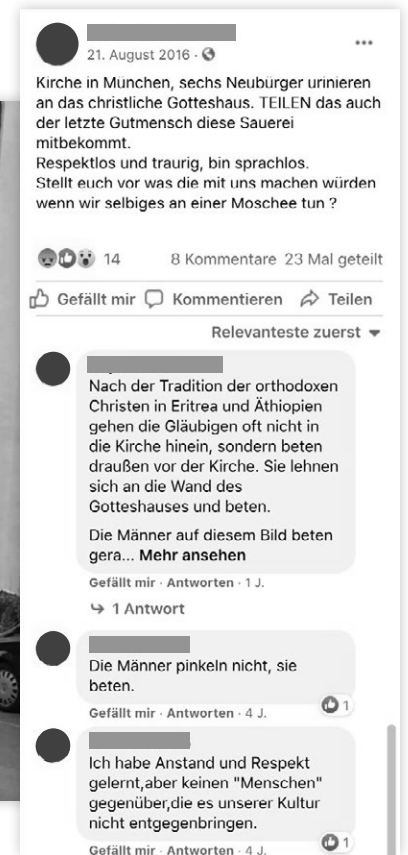 21. August 2016 ·
Kirche in München, sechs Neubürger urinieren
an das christliche Gotteshaus. TEILEN das auch
der letzte Gutmensch diese Sauerei
mitbekommt.
Respektlos und traurig, bin sprachlos.
Stellt euch vor was die mit uns machen würden
wenn wir selbiges an einer Moschee tun ?
14 8 Kommentare 23 Mal geteilt
Gefällt mir Kommentieren Teilen
Relevanteste zuerst
Nach der Tradition der orthodoxen
Christen in Eritrea und Äthiopien
gehen die Gläubigen oft nicht in
die Kirche hinein, sondern beten
draußen vor der Kirche. Sie lehnen
sich an die Wand des
Gotteshauses und beten.
Die Männer auf diesem Bild beten
gera... Mehr ansehen
Gefällt mir · Antworten · 1 J.
1 Antwort
Die Männer pinkeln nicht, sie
beten.
1
Gefällt mir · Antworten · 4 J.
Ich habe Anstand und Respekt
gelernt,aber keinen "Menschen"
gegenüber,die es unserer Kultur
nicht entgegenbringen.
1
Gefällt mir · Antworten · 4 J.